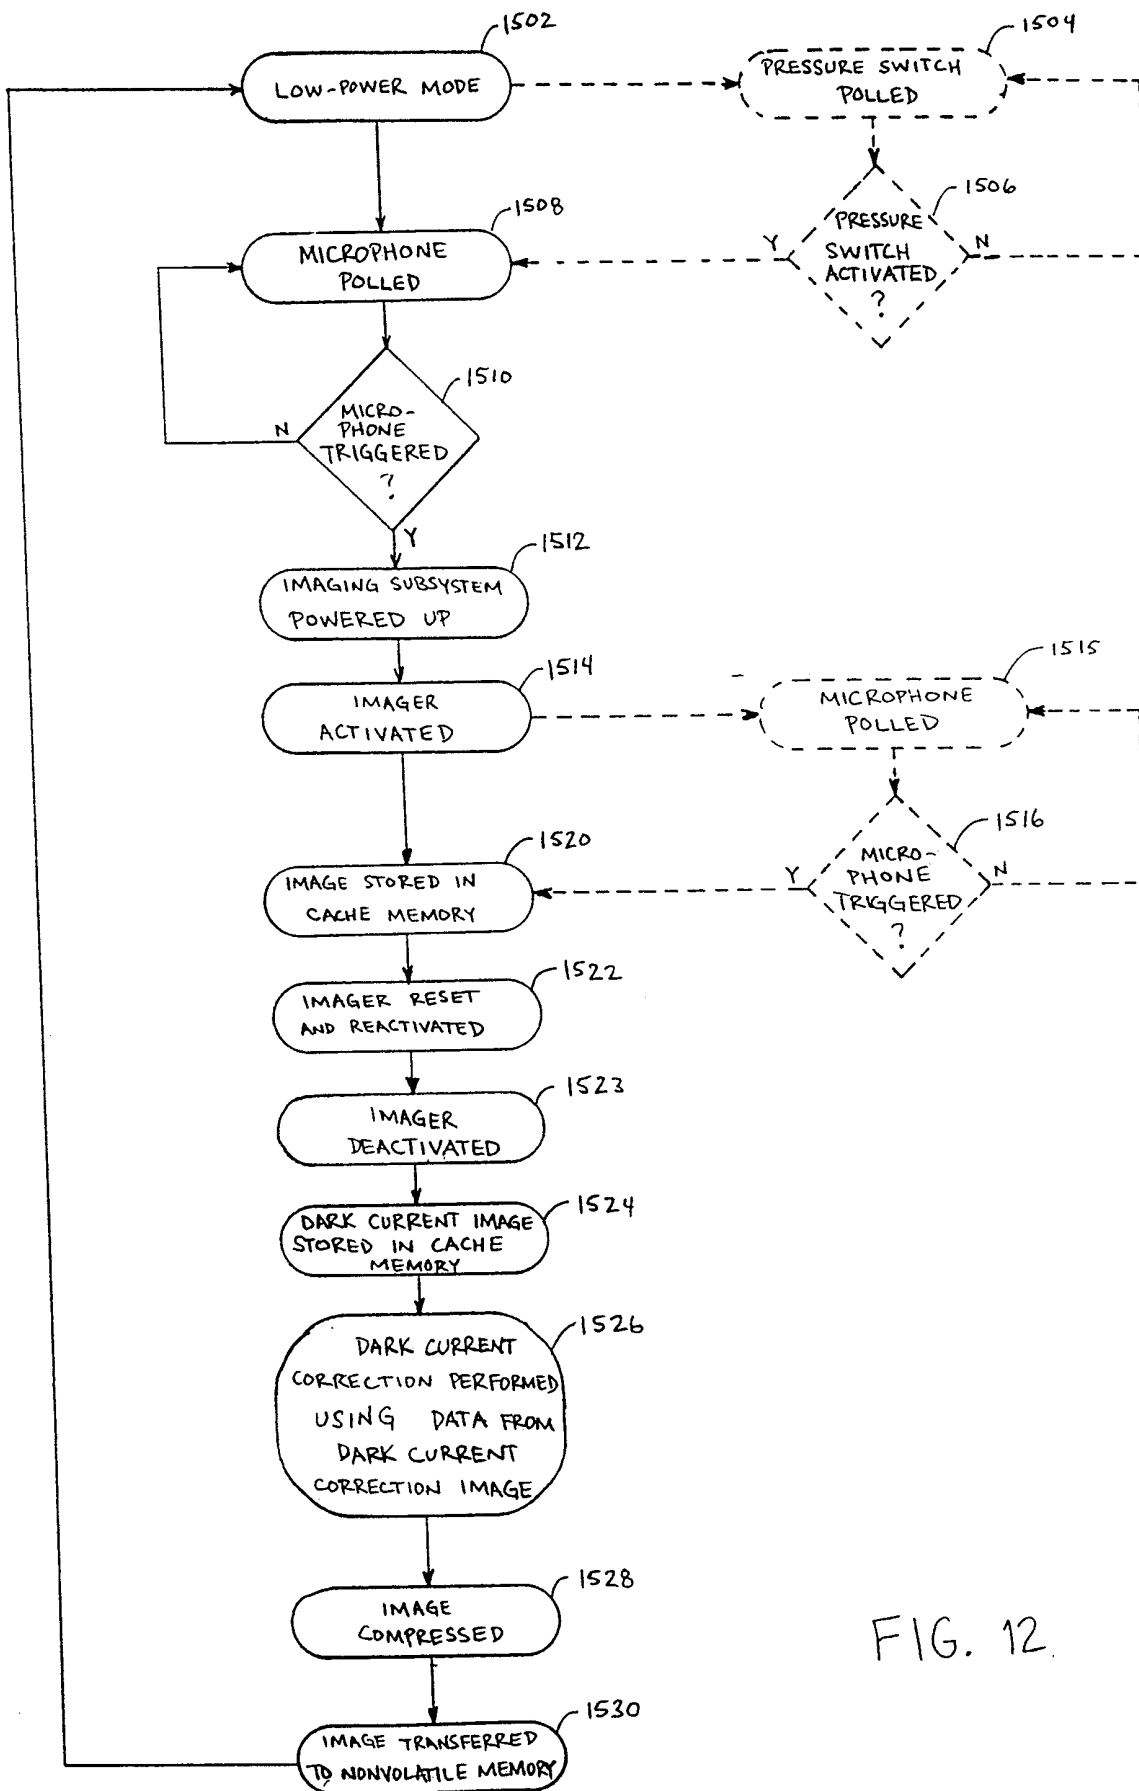 1502
LOW-POWER MODE
1504
PRESSURE SWITCH
POLLED
1506
PRESSURE
SWITCH
ACTIVATED
?
Y
N
1508
MICROPHONE
POLLED
1510
MICRO-
PHONE
TRIGGERED
?
N
Y
1512
IMAGING SUBSYSTEM
POWERED UP
1514
IMAGER
ACTIVATED
1515
MICROPHONE
POLLED
1516
MICRO-
PHONE
TRIGGERED
?
Y
N
1520
IMAGE STORED IN
CACHE MEMORY
1522
IMAGER RESET
AND REACTIVATED
1523
IMAGER
DEACTIVATED
1524
DARK CURRENT IMAGE
STORED IN CACHE
MEMORY
1526
DARK CURRENT
CORRECTION PERFORMED
USING DATA FROM
DARK CURRENT
CORRECTION IMAGE
1528
IMAGE
COMPRESSED
1530
IMAGE TRANSFERRED
TO NONVOLATILE MEMORY
FIG. 12.